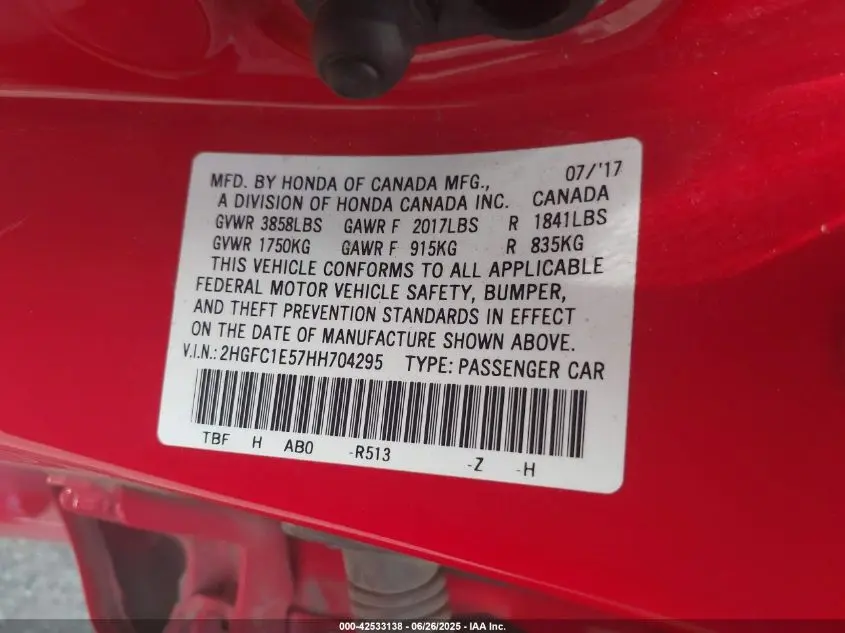 07/'17
MFD. BY HONDA OF CANADA MFG.,
A DIVISION OF HONDA CANADA INC. CANADA
GVWR 3858LBS GAWR F 2017LBS R 1841LBS
GVWR 1750KG GAWR F 915KG R 835KG
THIS VEHICLE CONFORMS TO ALL APPLICABLE
FEDERAL MOTOR VEHICLE SAFETY, BUMPER,
AND THEFT PREVENTION STANDARDS IN EFFECT
ON THE DATE OF MANUFACTURE SHOWN ABOVE.
V.I.N.: 2HGFC1E57HH704295 TYPE: PASSENGER CAR
TBF H AB0 -R513 -Z -H
000-42533138 - 06/26/2025 - IAA Inc.